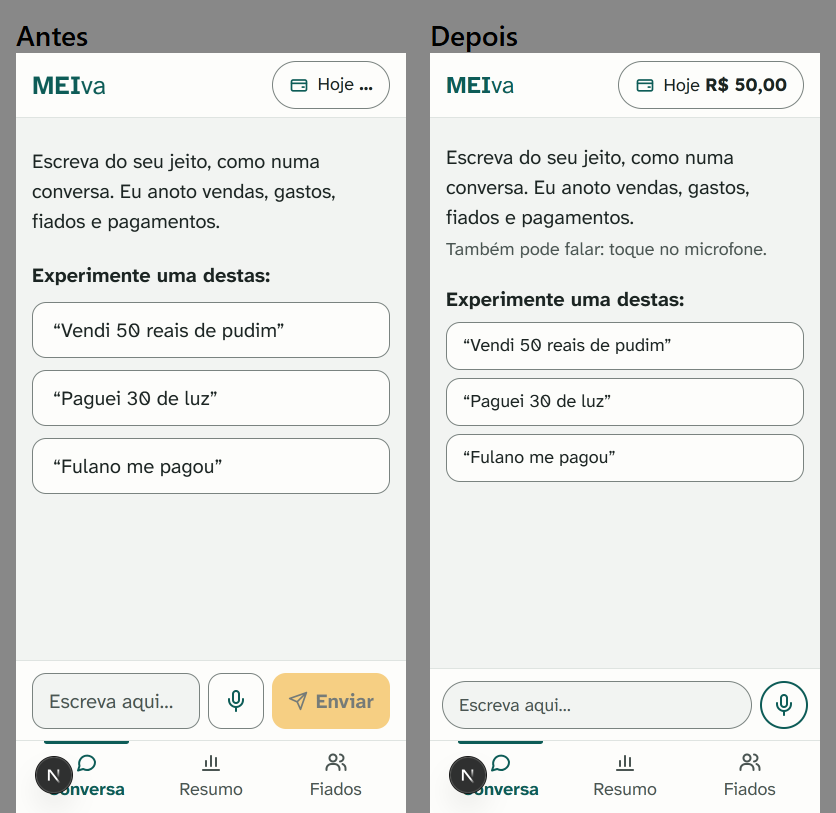 Antes
MEIva
Hoje ...
Escreva do seu jeito, como numa
conversa. Eu anoto vendas, gastos,
fiados e pagamentos.
Experimente uma destas:
“Vendi 50 reais de pudim”
“Paguei 30 de luz”
“Fulano me pagou”
Escreva aqui...
Enviar
N
Conversa
Resumo
Fiados
Depois
MEIva
Hoje R$ 50,00
Escreva do seu jeito, como numa
conversa. Eu anoto vendas, gastos,
fiados e pagamentos.
Também pode falar: toque no microfone.
Experimente uma destas:
“Vendi 50 reais de pudim”
“Paguei 30 de luz”
“Fulano me pagou”
Escreva aqui...
N
Conversa
Resumo
Fiados